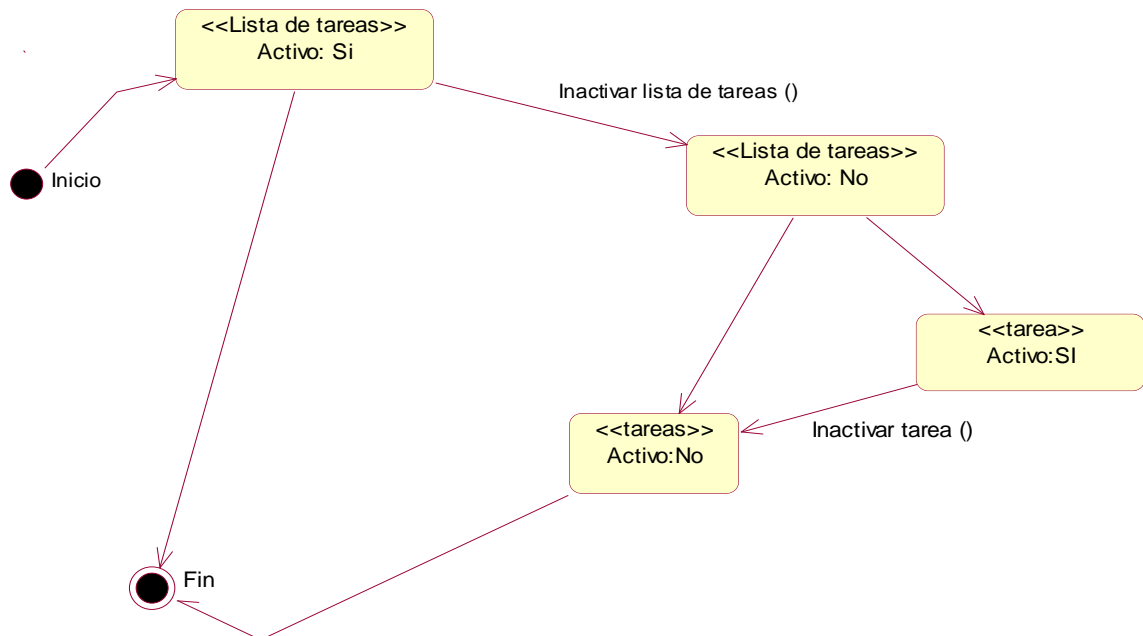 <<Lista de tareas>>
Activo: Si
Inactivar lista de tareas ()
<<Lista de tareas>>
Activo: No
Inicio
<<tarea>>
Activo:SI
<<tareas>>
Activo:No
Inactivar tarea ()
Fin